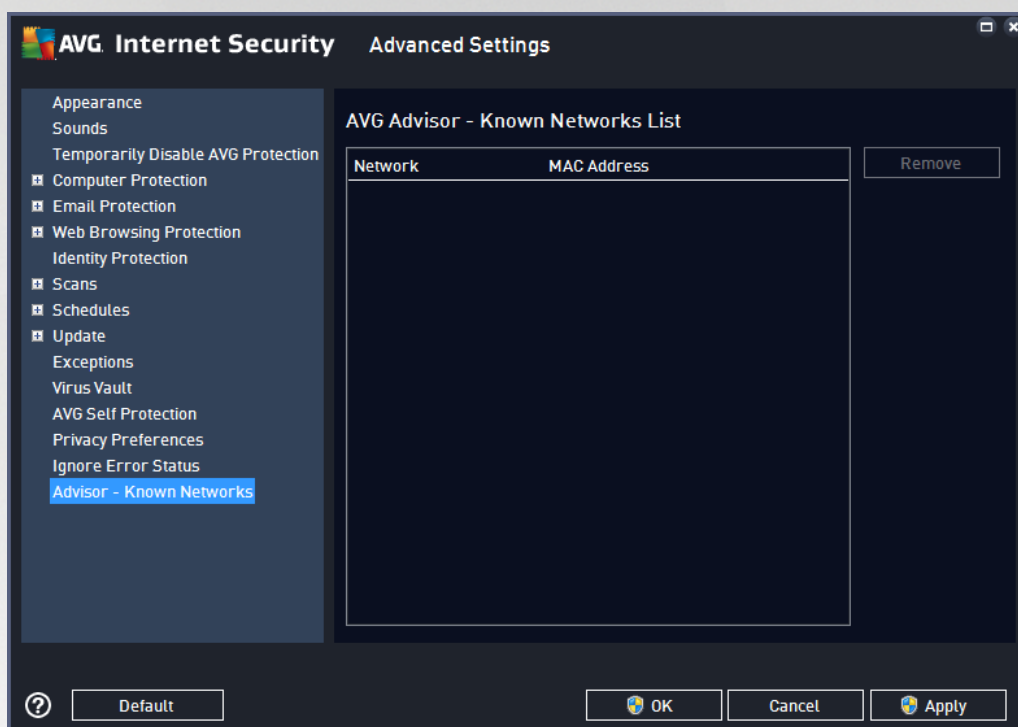 AVG. Internet Security Advanced Settings
Appearance
Sounds
Temporarily Disable AVG Protection
Computer Protection
Email Protection
Web Browsing Protection
Identity Protection
Scans
Schedules
Update
Exceptions
Virus Vault
AVG Self Protection
Privacy Preferences
Ignore Error Status
Advisor - Known Networks
AVG Advisor - Known Networks List
Network MAC Address
Remove
? Default OK Cancel Apply